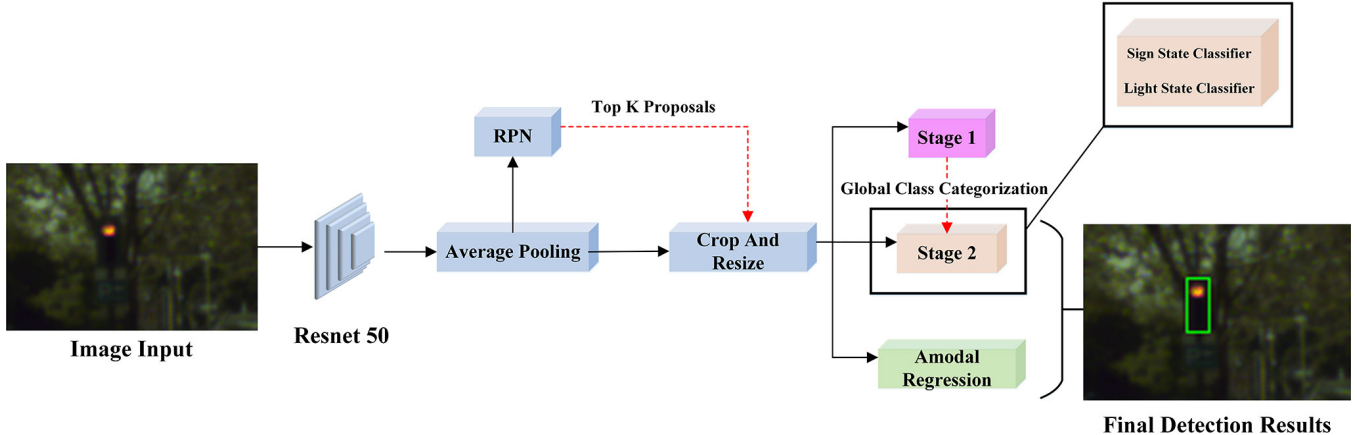 Image Input
Resnet 50
RPN
Top K Proposals
Average Pooling
Crop And
Resize
Stage 1
Global Class Categorization
Stage 2
Amodal
Regression
Sign State Classifier
Light State Classifier
Final Detection Results